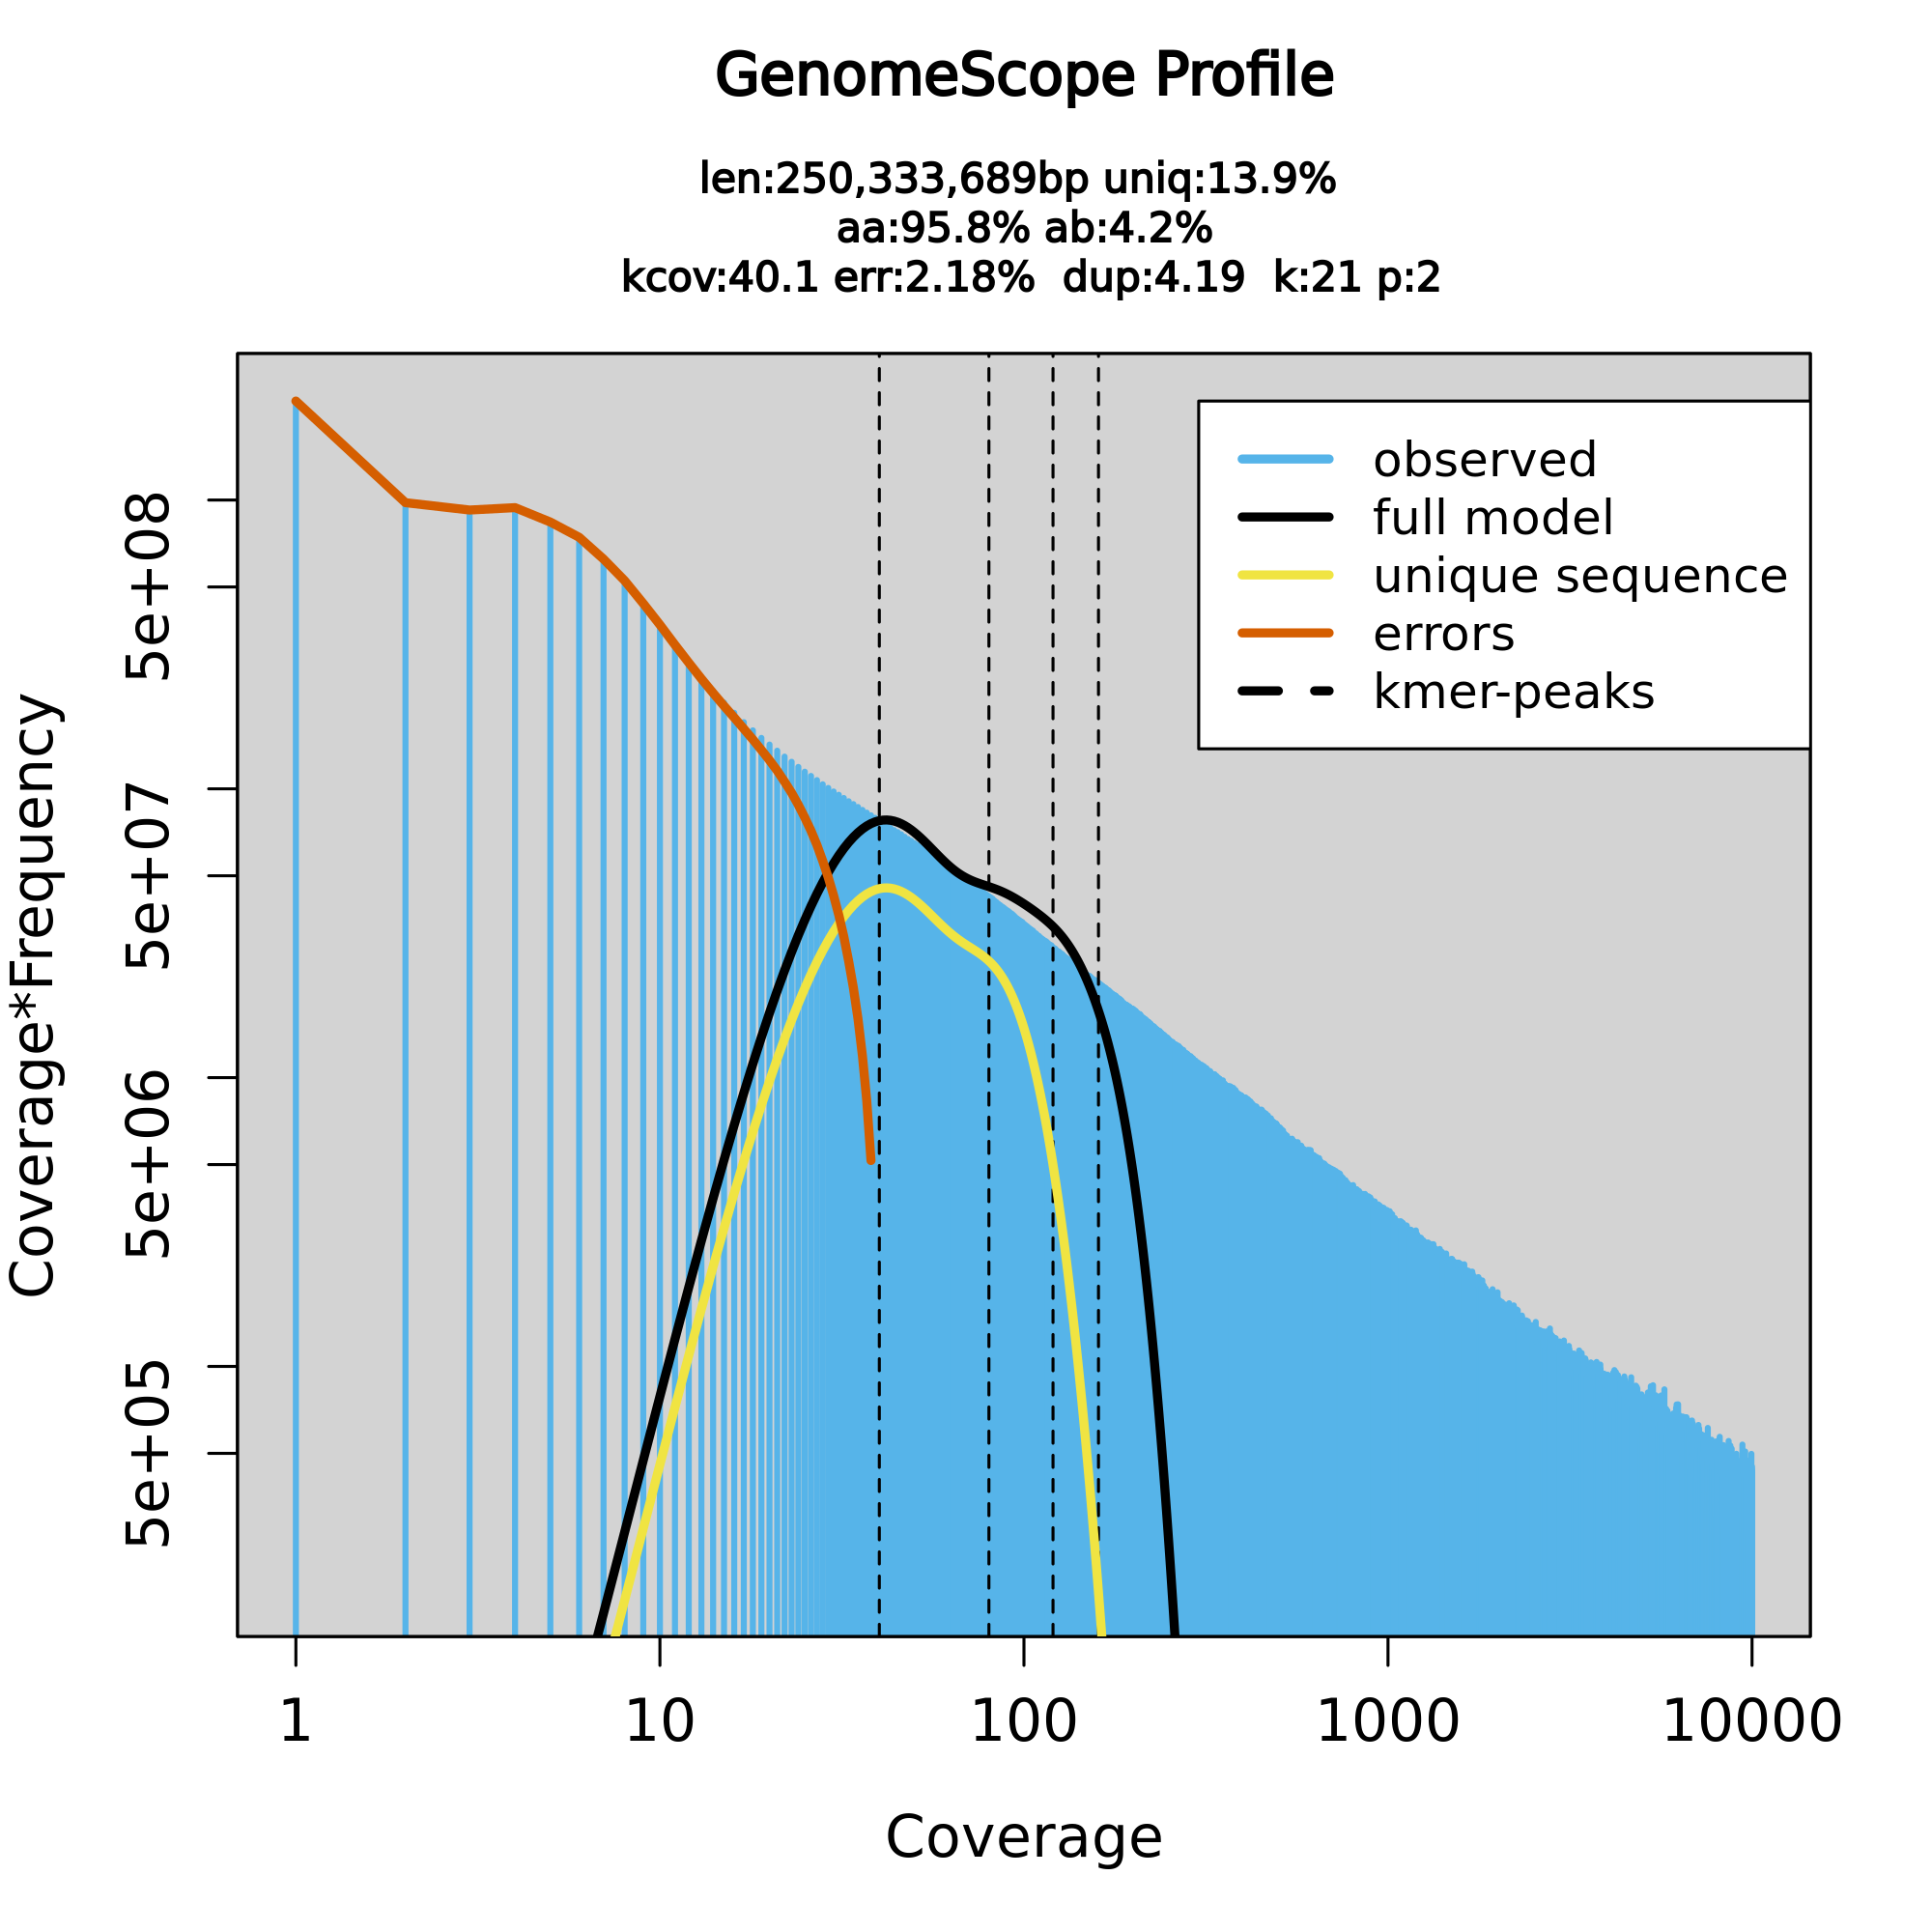 GenomeScope Profile
len:250,333,689bp uniq:13.9%
aa:95.8% ab:4.2%
kcov:40.1 err:2.18% dup:4.19 k:21 p:2
observed
full model
unique sequence
errors
kmer-peaks
Coverage*Frequency
5e+08
5e+07
5e+06
5e+05
1 10 100 1000 10000
Coverage